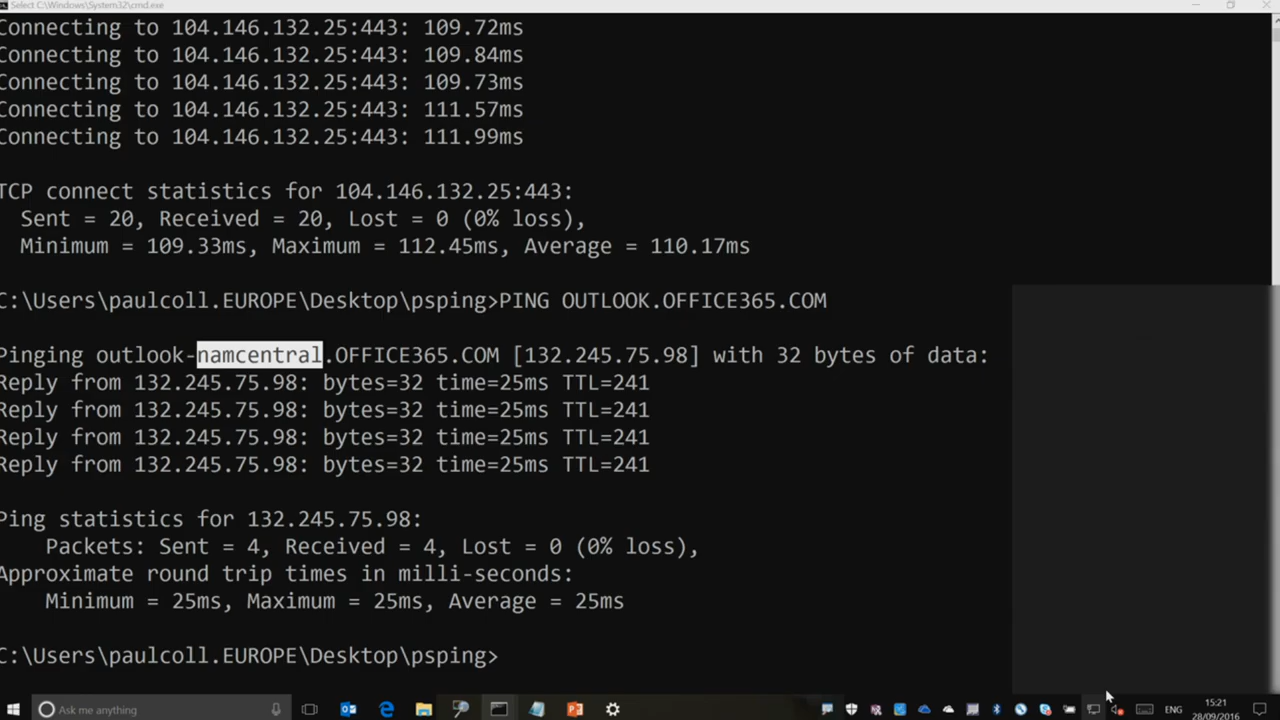 Select C:\Windows\System32\cmd.exe
Connecting to 104.146.132.25:443: 109.72ms
Connecting to 104.146.132.25:443: 109.84ms
Connecting to 104.146.132.25:443: 109.73ms
Connecting to 104.146.132.25:443: 111.57ms
Connecting to 104.146.132.25:443: 111.99ms
TCP connect statistics for 104.146.132.25:443:
Sent = 20, Received = 20, Lost = 0 (0% loss),
Minimum = 109.33ms, Maximum = 112.45ms, Average = 110.17ms
C:\Users\paulcoll.EUROPE\Desktop\psping>PING OUTLOOK.OFFICE365.COM
Pinging outlook-namcentral.OFFICE365.COM [132.245.75.98] with 32 bytes of data:
Reply from 132.245.75.98: bytes=32 time=25ms TTL=241
Reply from 132.245.75.98: bytes=32 time=25ms TTL=241
Reply from 132.245.75.98: bytes=32 time=25ms TTL=241
Reply from 132.245.75.98: bytes=32 time=25ms TTL=241
Ping statistics for 132.245.75.98:
Packets: Sent = 4, Received = 4, Lost = 0 (0% loss),
Approximate round trip times in milli-seconds:
Minimum = 25ms, Maximum = 25ms, Average = 25ms
C:\Users\paulcoll.EUROPE\Desktop\psping>
Ask me anything
ENG
15:21
28/09/2016